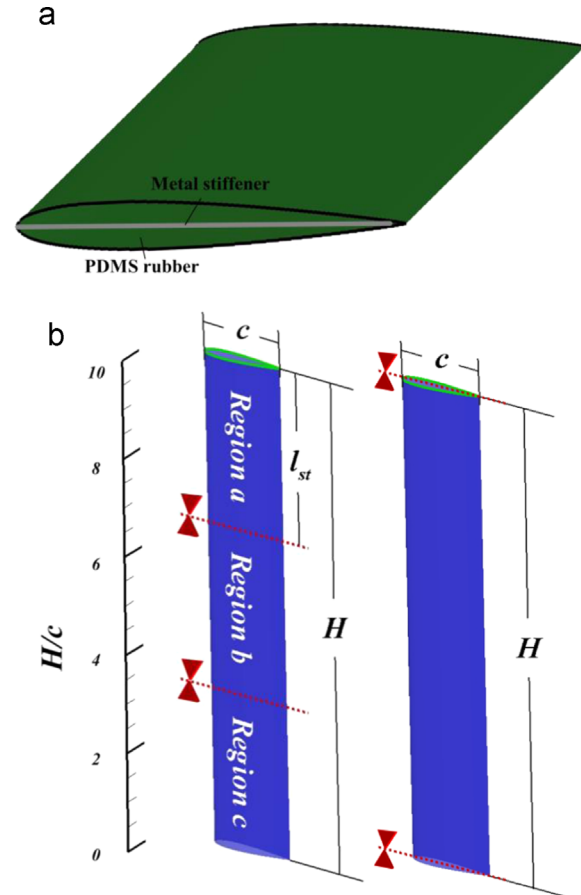 a
Metal stiffener
PDMS rubber
b
c
c
10
8
6
4
2
0
H/c
Region a
Region b
Region c
l_st
H
H